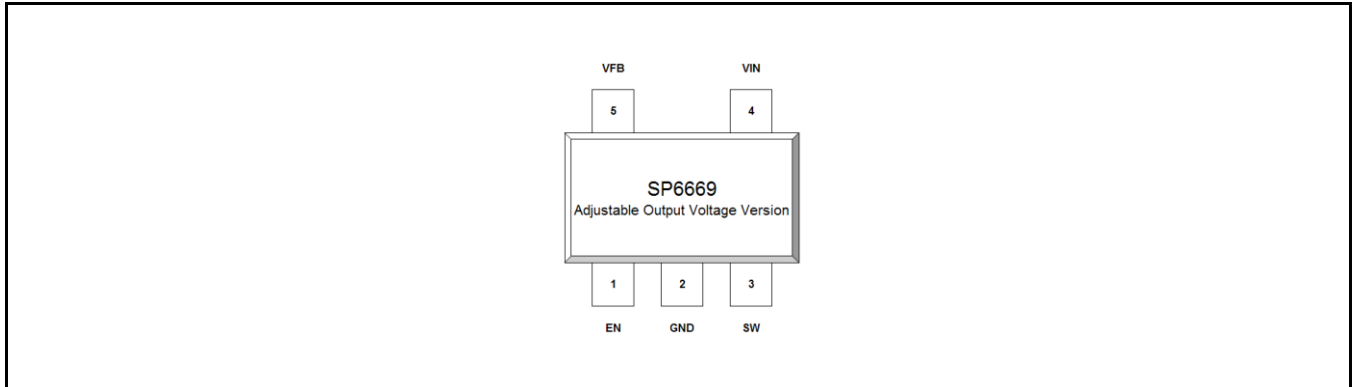 VFB VIN
5 4
SP6669
Adjustable Output Voltage Version
1 2 3
EN GND SW